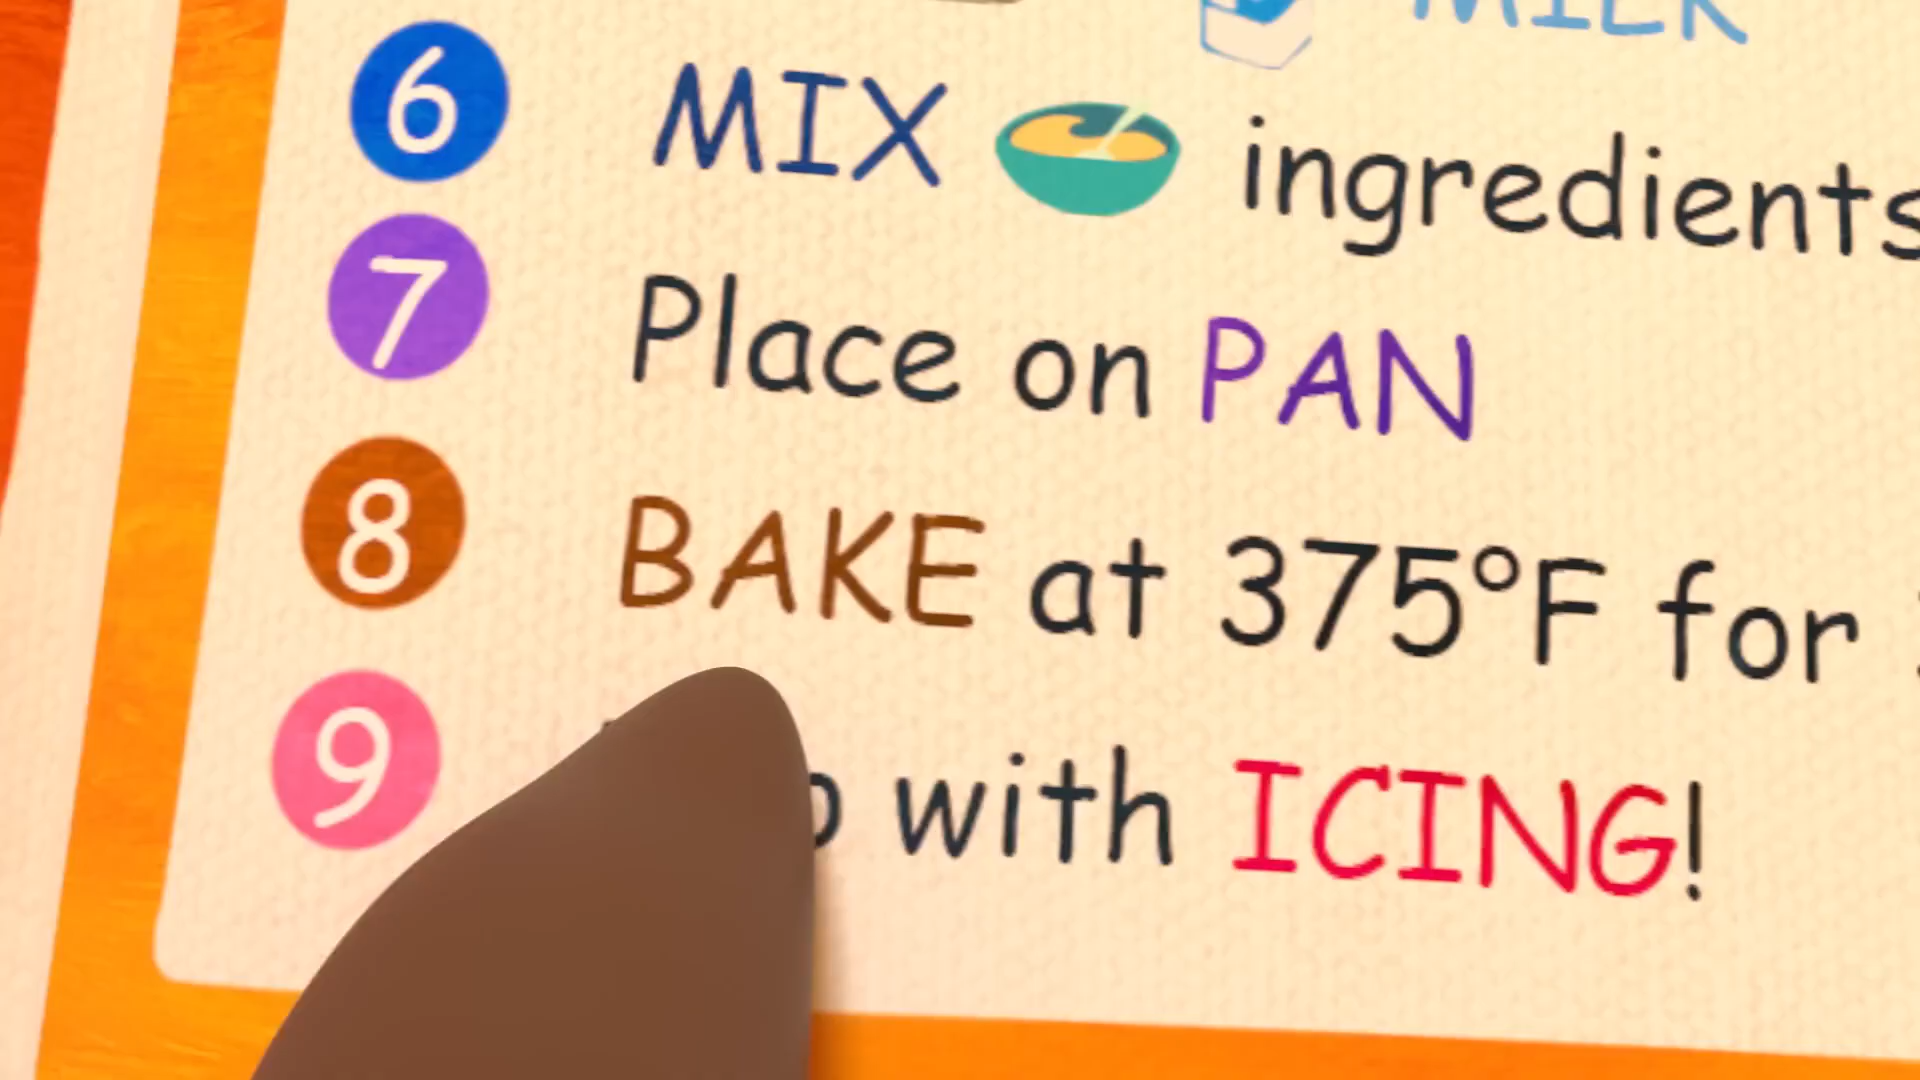 MILK
6 MIX ingredients
7 Place on PAN
8 BAKE at 375°F for
9 with ICING!